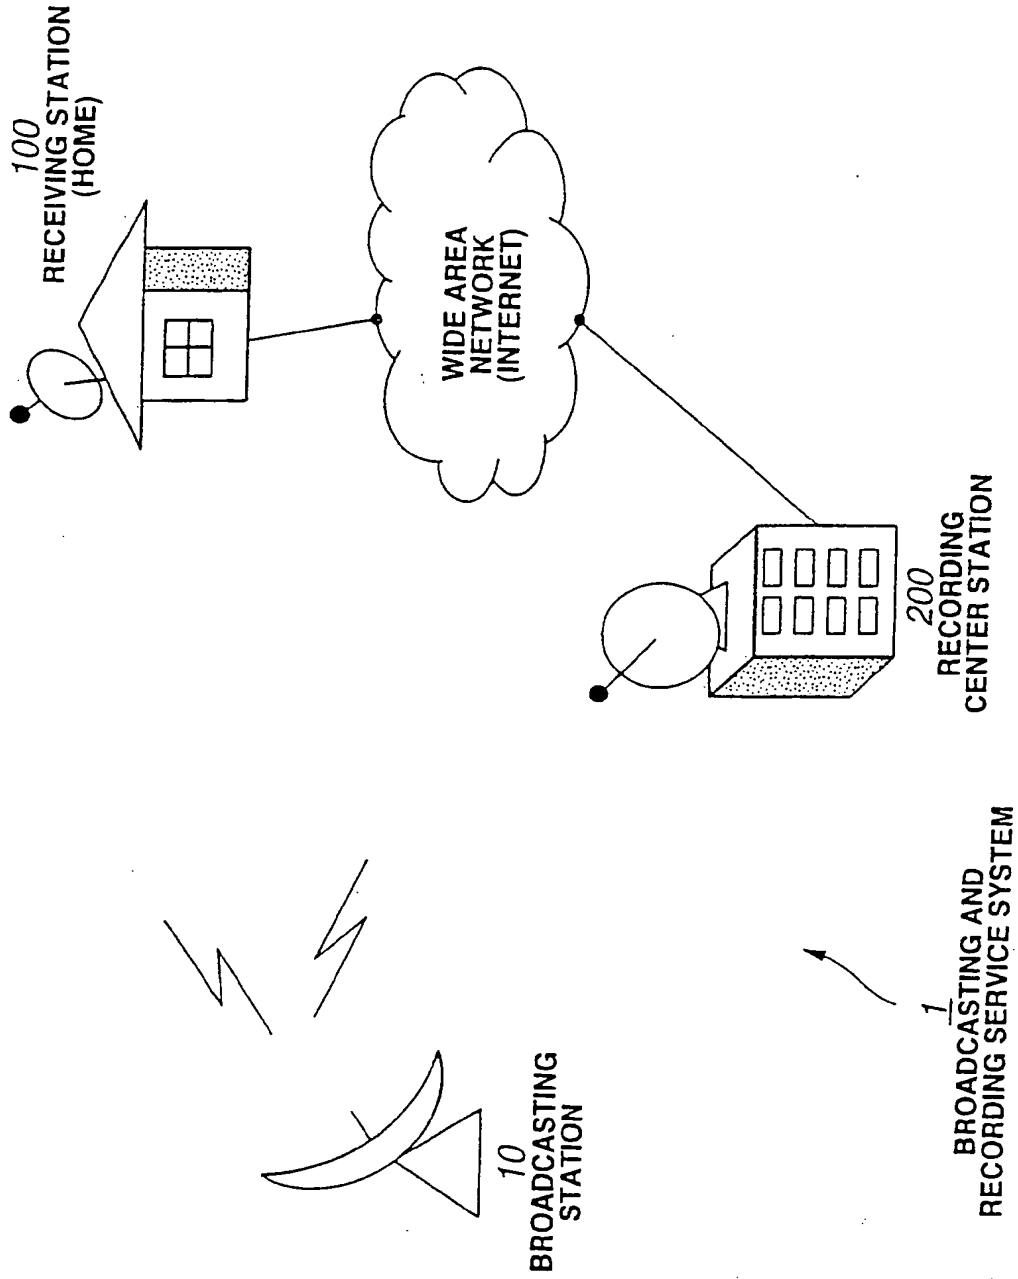 100
RECEIVING STATION
(HOME)
WIDE AREA
NETWORK
(INTERNET)
200
RECORDING
CENTER STATION
10
BROADCASTING
STATION
1
BROADCASTING AND
RECORDING SERVICE SYSTEM